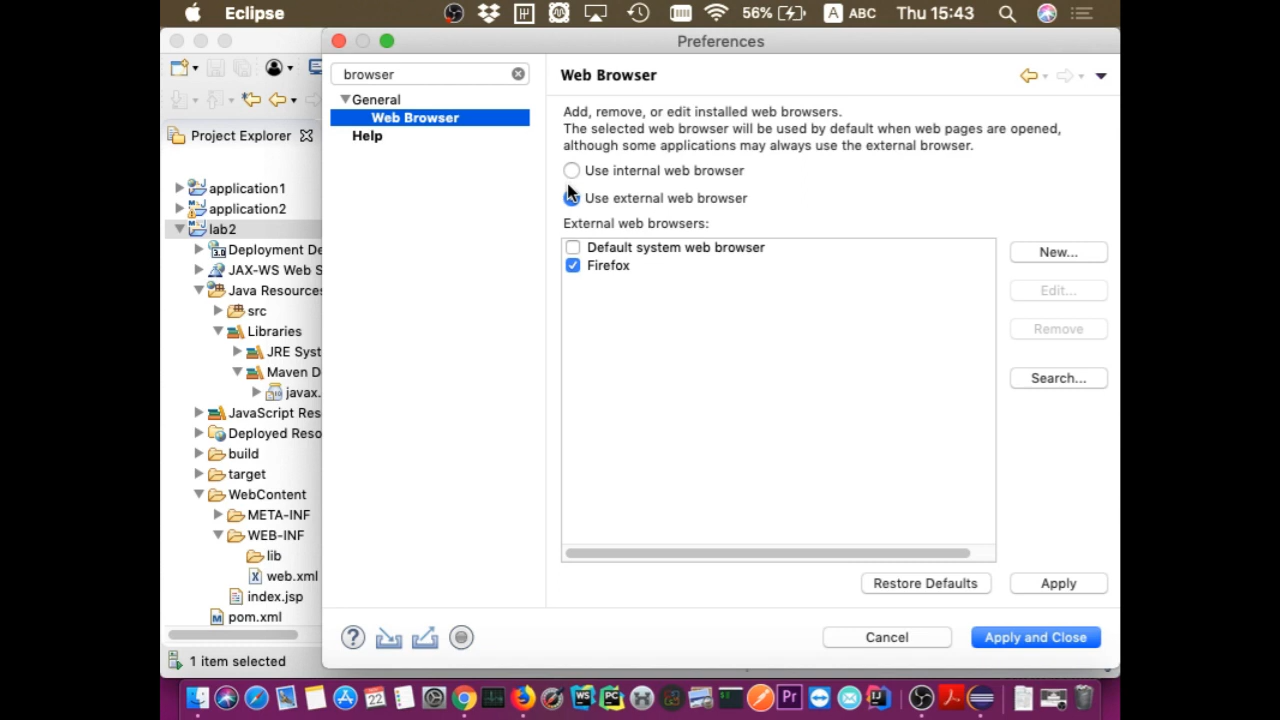 Eclipse
56%
A ABC
Thu 15:43
Preferences
browser
General
Web Browser
Help
Project Explorer
application1
application2
lab2
Deployment De
JAX-WS Web S
Java Resources
src
Libraries
JRE Syst
Maven D
javax.
JavaScript Res
Deployed Reso
build
target
WebContent
META-INF
WEB-INF
lib
web.xml
index.jsp
pom.xml
1 item selected
Web Browser
Add, remove, or edit installed web browsers.
The selected web browser will be used by default when web pages are opened,
although some applications may always use the external browser.
Use internal web browser
Use external web browser
External web browsers:
Default system web browser
Firefox
New...
Edit...
Remove
Search...
Restore Defaults
Apply
Cancel
Apply and Close
22
WS
PC
Pr